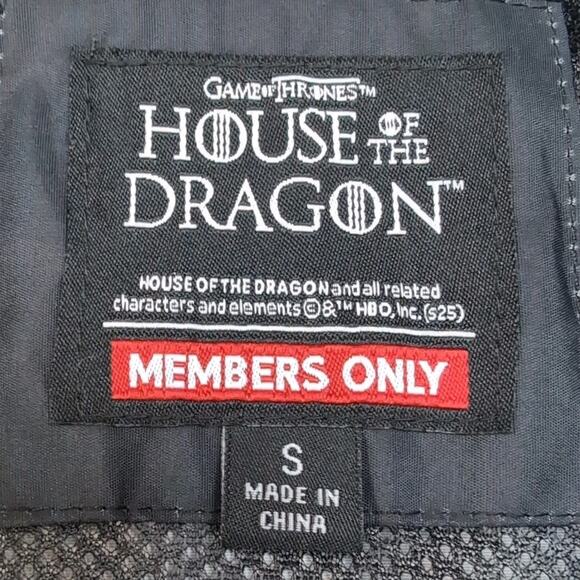 GAME OF THRONES™
HOUSE OF THE
DRAGON™
HOUSE OF THE DRAGON and all related
characters and elements ©&™ HBO, Inc. (s25)
MEMBERS ONLY
S
MADE IN
CHINA